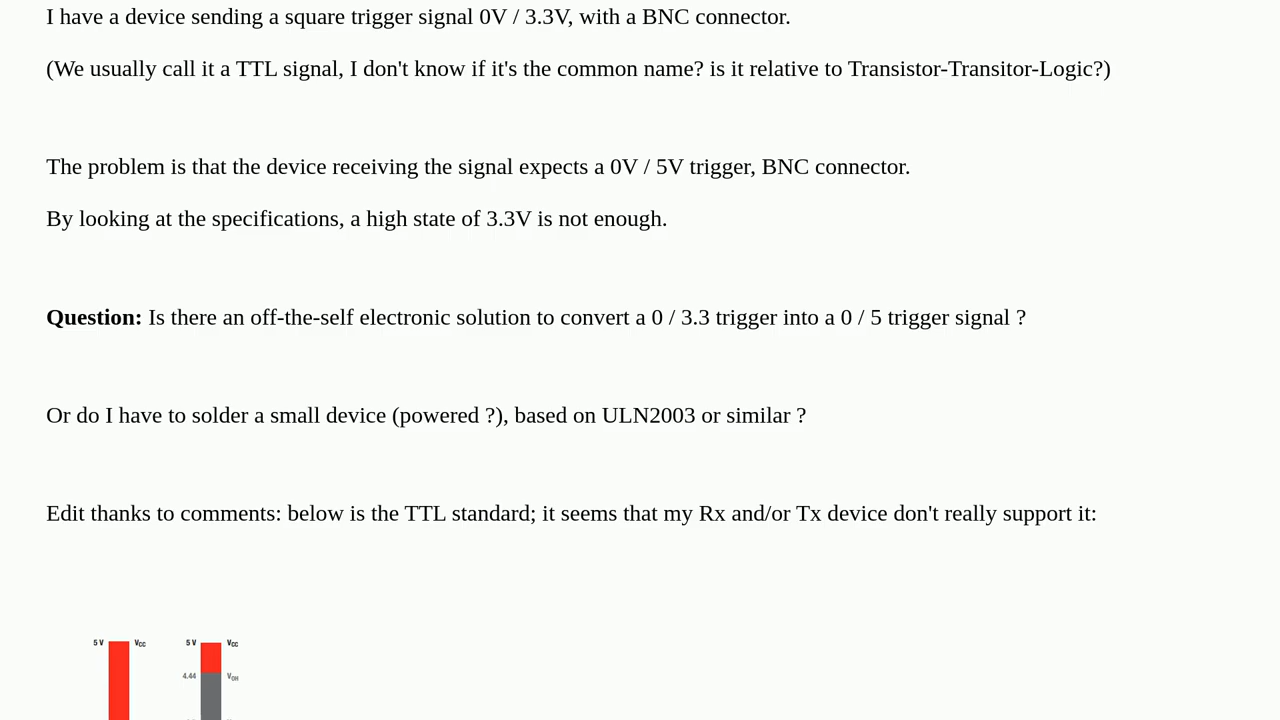 I have a device sending a square trigger signal 0V / 3.3V, with a BNC connector.
(We usually call it a TTL signal, I don't know if it's the common name? is it relative to Transistor-Transitor-Logic?)
The problem is that the device receiving the signal expects a 0V / 5V trigger, BNC connector.
By looking at the specifications, a high state of 3.3V is not enough.
Question: Is there an off-the-self electronic solution to convert a 0 / 3.3 trigger into a 0 / 5 trigger signal ?
Or do I have to solder a small device (powered ?), based on ULN2003 or similar ?
Edit thanks to comments: below is the TTL standard; it seems that my Rx and/or Tx device don't really support it:
5 V VCC 5 V VCC
4.44 VOH